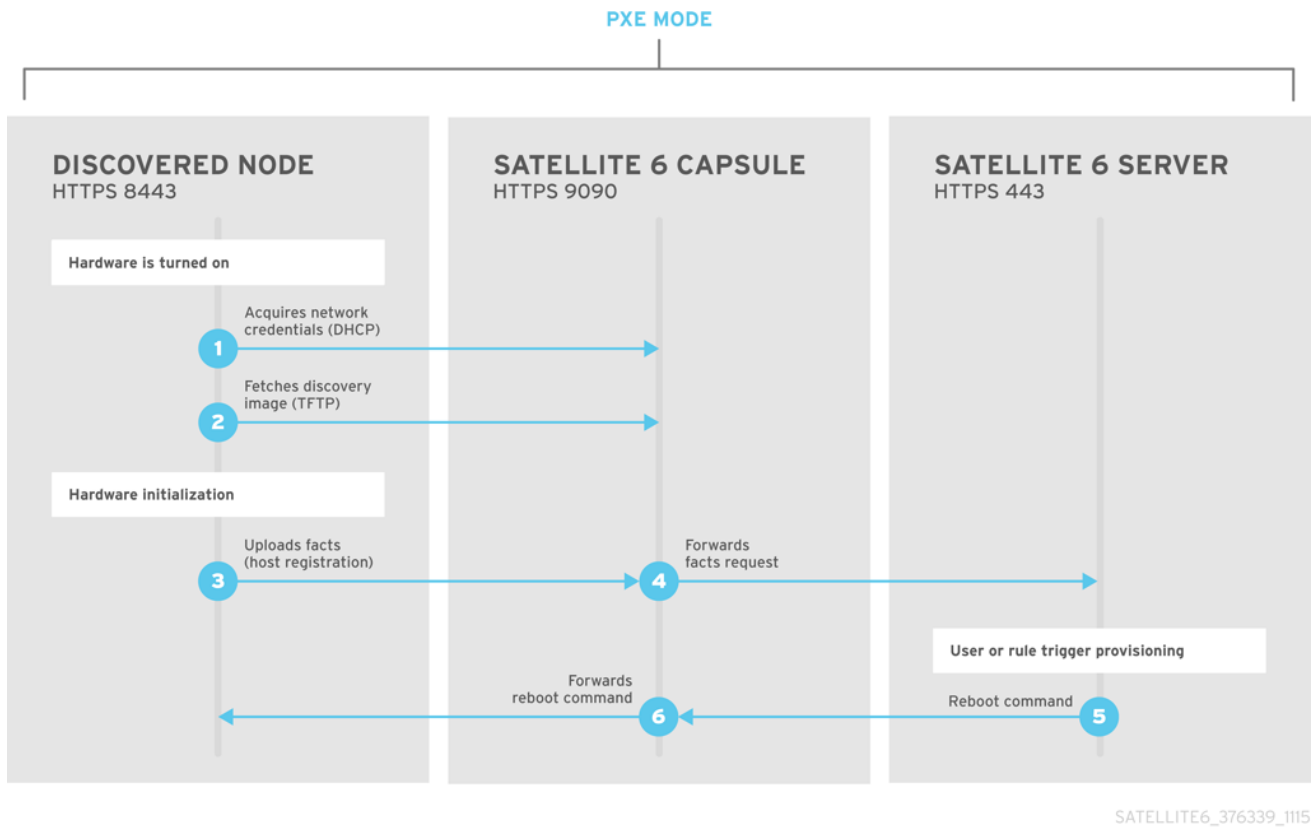 PXE MODE
DISCOVERED NODE
HTTPS 8443
SATELLITE 6 CAPSULE
HTTPS 9090
SATELLITE 6 SERVER
HTTPS 443
Hardware is turned on
Acquires network
credentials (DHCP)
1
Fetches discovery
image (TFTP)
2
Hardware initialization
Uploads facts
(host registration)
3
Forwards
facts request
4
User or rule trigger provisioning
Reboot command
5
Forwards
reboot command
6
SATELLITE6_376339_1115